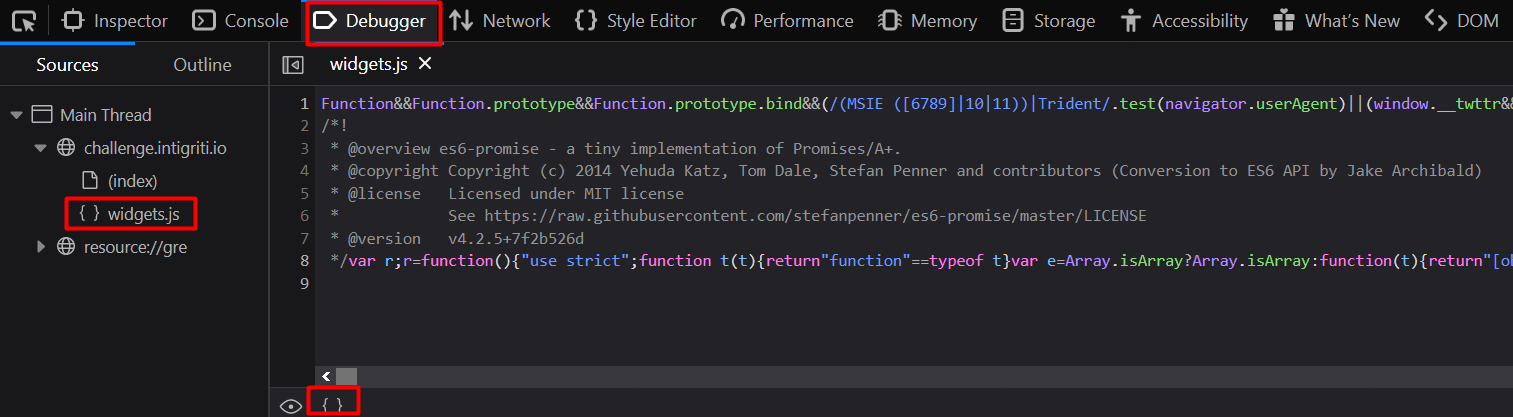 Inspector Console Debugger Network {} Style Editor Performance Memory Storage Accessibility What's New DOM
Sources Outline widgets.js
Main Thread
challenge.intigriti.io
(index)
{ } widgets.js
resource://gre
1 Function&&Function.prototype&&Function.prototype.bind&&(/(MSIE ([6789]|10|11))|Trident/.test(navigator.userAgent)||(window.__twttr&&
2 /*!
3 * @overview es6-promise - a tiny implementation of Promises/A+.
4 * @copyright Copyright (c) 2014 Yehuda Katz, Tom Dale, Stefan Penner and contributors (Conversion to ES6 API by Jake Archibald)
5 * @license   Licensed under MIT license
6 *            See https://raw.githubusercontent.com/stefanpenner/es6-promise/master/LICENSE
7 * @version   v4.2.5+7f2b526d
8 */var r;r=function(){"use strict";function t(t){return"function"==typeof t}var e=Array.isArray?Array.isArray:function(t){return"[ob
9
{ }